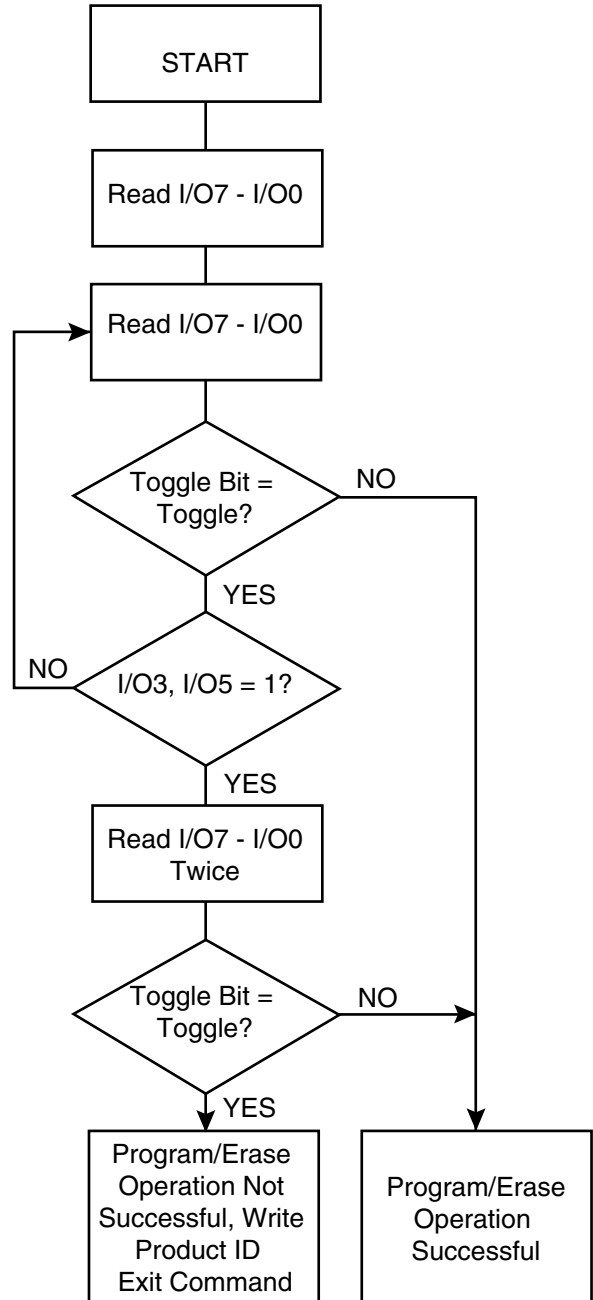 START
Read I/O7 - I/O0
Read I/O7 - I/O0
Toggle Bit =
Toggle?
NO
YES
NO
I/O3, I/O5 = 1?
YES
Read I/O7 - I/O0
Twice
Toggle Bit =
Toggle?
NO
YES
Program/Erase
Operation Not
Successful, Write
Product ID
Exit Command
Program/Erase
Operation
Successful